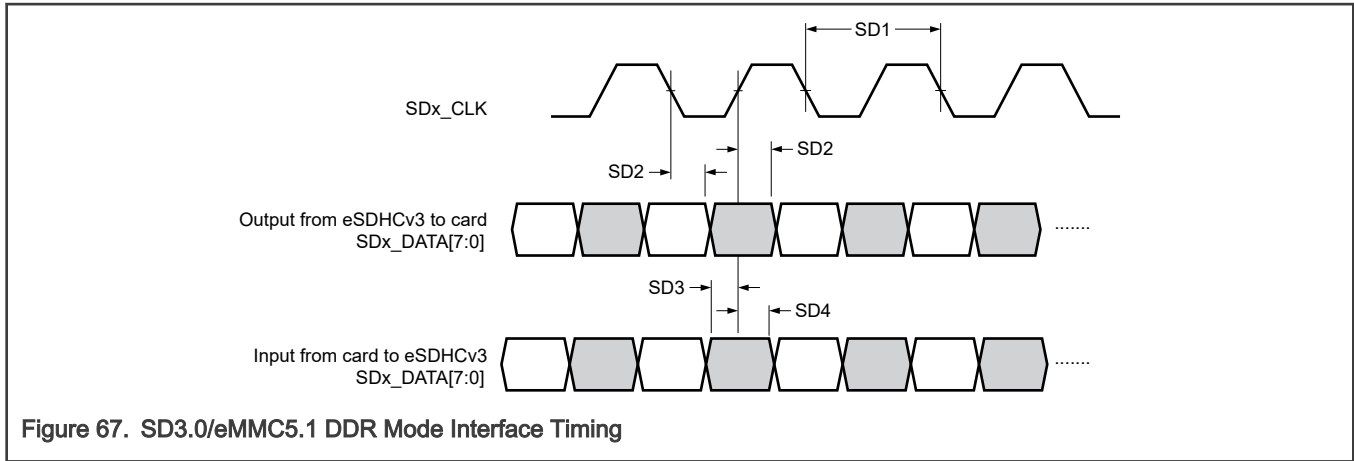 SD1
SDx_CLK
SD2
SD2
Output from eSDHCv3 to card
SDx_DATA[7:0]
.......
SD3
SD4
Input from card to eSDHCv3
SDx_DATA[7:0]
.......
Figure 67. SD3.0/eMMC5.1 DDR Mode Interface Timing